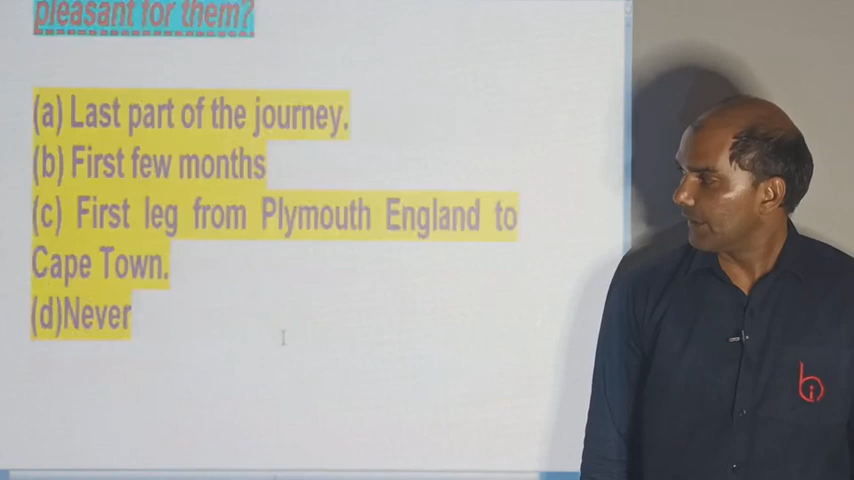 pleasant for them?
(a) Last part of the journey.
(b) First few months
(c) First leg from Plymouth England to
Cape Town.
(d)Never
bi